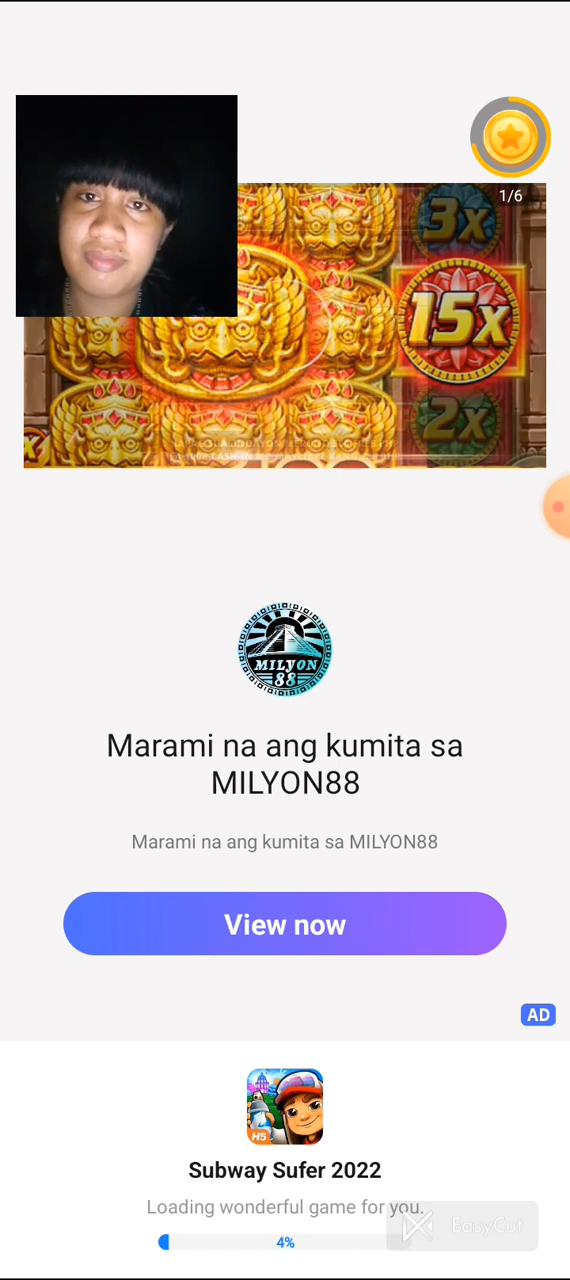 1/6
3x
15x
2x
MILYON
88
Marami na ang kumita sa
MILYON88
Marami na ang kumita sa MILYON88
View now
AD
H5
Subway Sufer 2022
Loading wonderful game for you.
EasyCut
4%